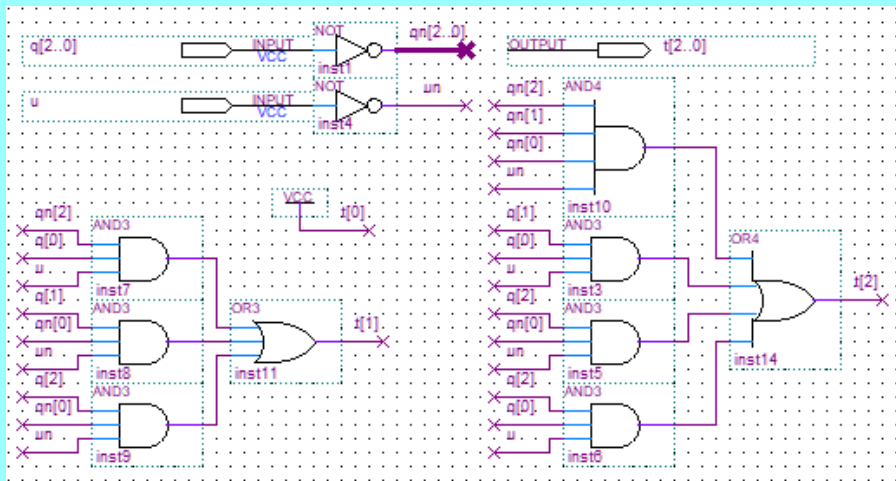 NOT
qn[2..0]
q[2..0]
INPUT
VCC
inst1
OUTPUT
t[2..0]
NOT
un
u
INPUT
VCC
inst4
AND4
qn[2]
qn[1]
qn[0]
un
inst10
VCC
t[0]
AND3
qn[2]
q[0]
u
inst7
AND3
q[1]
qn[0]
un
inst8
AND3
q[2]
qn[0]
un
inst9
OR3
t[1]
inst11
AND3
q[1]
q[0]
u
inst3
AND3
q[2]
qn[0]
un
inst5
AND3
q[2]
q[0]
u
inst6
OR4
t[2]
inst14